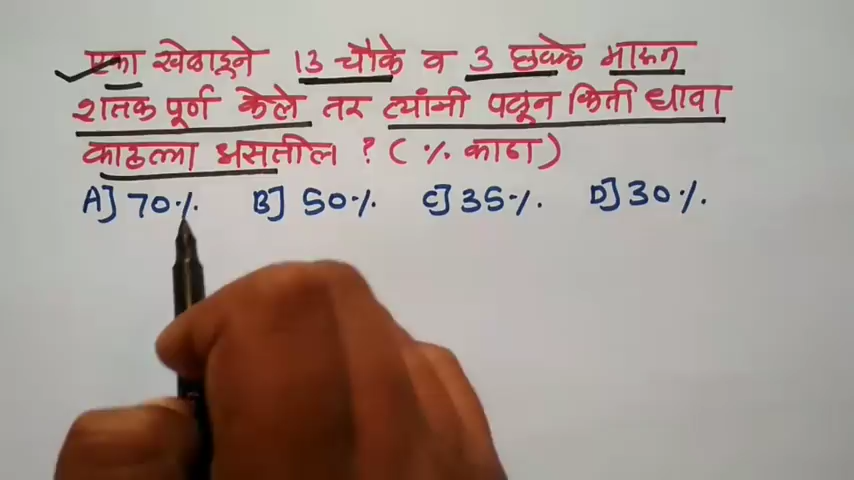 एका खेळाडूने 13 चौके व 3 छक्के मारून
शतक पूर्ण केले तर त्यांनी पळून किती धावा
काढल्या असतील ? ( % काढा )
A] 70% B] 50% C] 35% D] 30%